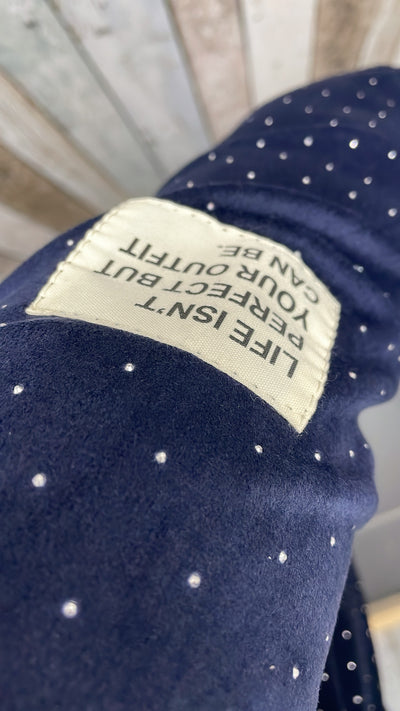 LIFE ISN'T
PERFECT BUT
YOUR OUTFIT
CAN BE.